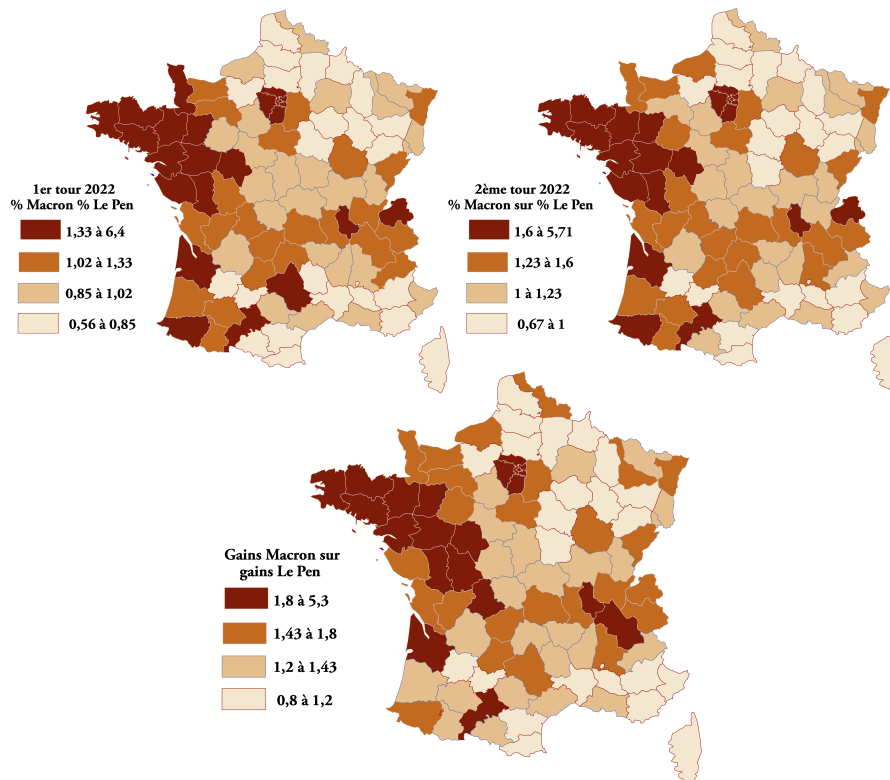 1er tour 2022
% Macron % Le Pen
1,33 à 6,4
1,02 à 1,33
0,85 à 1,02
0,56 à 0,85
2ème tour 2022
% Macron sur % Le Pen
1,6 à 5,71
1,23 à 1,6
1 à 1,23
0,67 à 1
Gains Macron sur
gains Le Pen
1,8 à 5,3
1,43 à 1,8
1,2 à 1,43
0,8 à 1,2